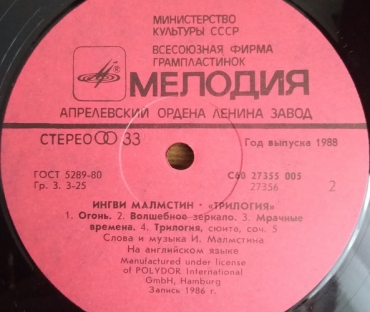 МИНИСТЕРСТВО
КУЛЬТУРЫ СССР
ВСЕСОЮЗНАЯ ФИРМА
ГРАМПЛАСТИНОК
МЕЛОДИЯ
АПРЕЛЕВСКИЙ ОРДЕНА ЛЕНИНА ЗАВОД
СТЕРЕО 33
Год выпуска 1988
ГОСТ 5289-80
С60 27355 005
Гр. 3. 3-25
27356
2
ИНГВИ МАЛМСТИН · «ТРИЛОГИЯ»
1. Огонь. 2. Волшебное зеркало. 3. Мрачные
времена. 4. Трилогия, сюита, соч. 5
Слова и музыка И. Малмстина
На английском языке
Manufactured under license
of POLYDOR International
GmbH, Hamburg
Запись 1986 г.